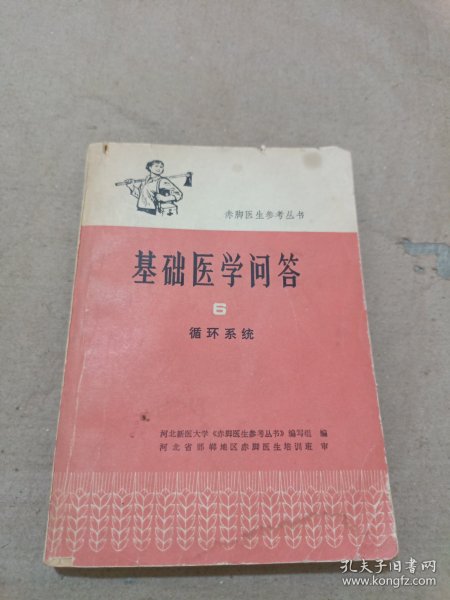 赤脚医生参考丛书
基础医学问答
6
循环系统
河北新医大学《赤脚医生参考丛书》编写组 编
河北省邯郸地区赤脚医生培训班 审
孔夫子旧书网
www.kongfz.com